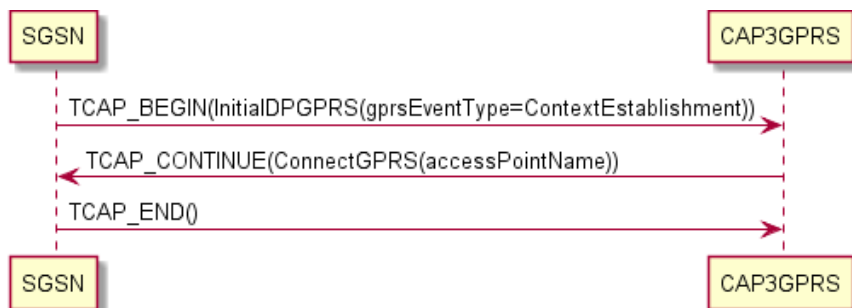 SGSN
CAP3GPRS
TCAP_BEGIN(InitialDPGPRS(gprsEventType=ContextEstablishment))
TCAP_CONTINUE(ConnectGPRS(accessPointName))
TCAP_END()
SGSN
CAP3GPRS